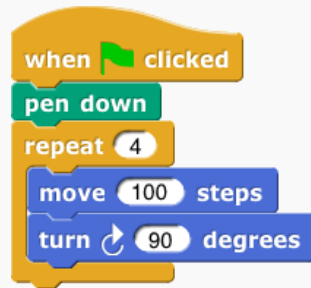 when clicked
pen down
repeat 4
move 100 steps
turn 90 degrees